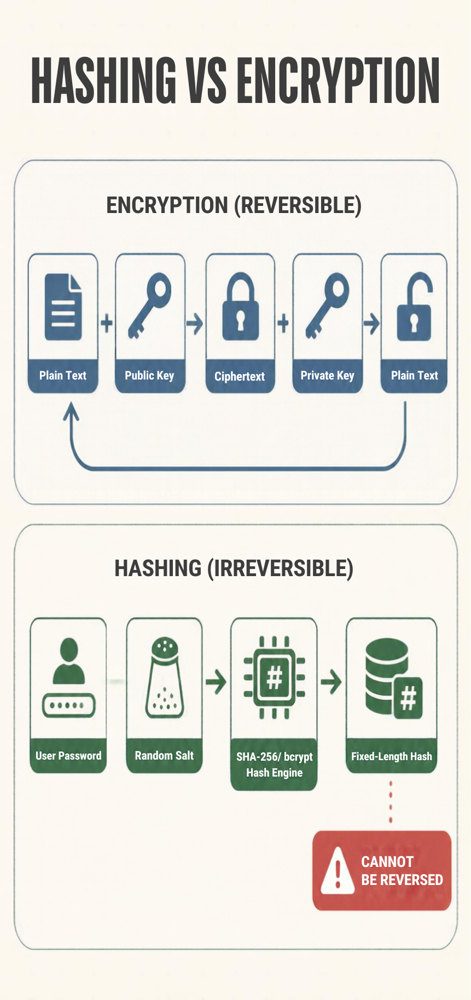 HASHING VS ENCRYPTION
ENCRYPTION (REVERSIBLE)
Plain Text
+
Public Key
Ciphertext
+
Private Key
Plain Text
HASHING (IRREVERSIBLE)
#
#
User Password
Random Salt
SHA-256/ bcrypt
Hash Engine
Fixed-Length Hash
CANNOT
BE REVERSED